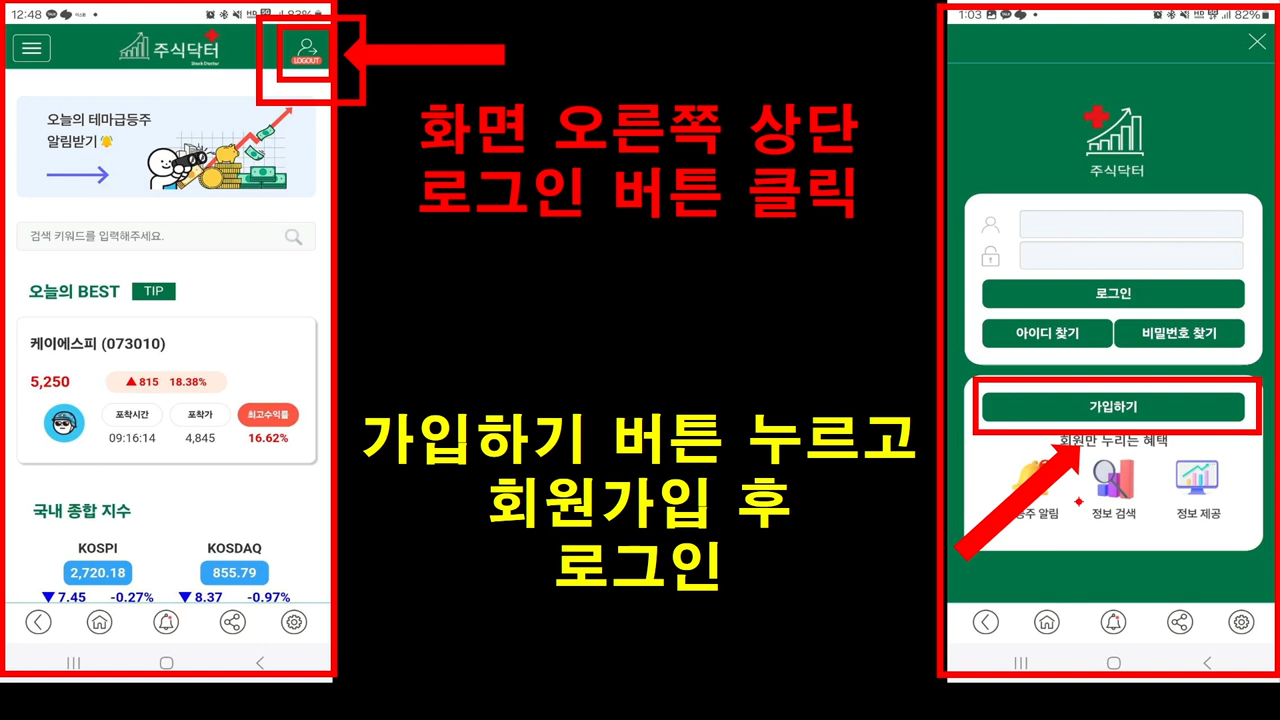 12:48
82%
주식닥터
Stock Doctor
LOGOUT
오늘의 테마급등주
알림받기
검색 키워드를 입력해주세요.
오늘의 BEST TIP
케이에스피 (073010)
5,250 ▲815 18.38%
포착시간 포착가 최고수익률
09:16:14 4,845 16.62%
국내 종합 지수
KOSPI KOSDAQ
2,720.18 855.79
▼7.45 -0.27% ▼8.37 -0.97%
화면 오른쪽 상단
로그인 버튼 클릭
가입하기 버튼 누르고
회원가입 후
로그인
1:03 82%
주식닥터
로그인
아이디 찾기 비밀번호 찾기
가입하기
회원만 누리는 혜택
주 알림 정보 검색 정보 제공